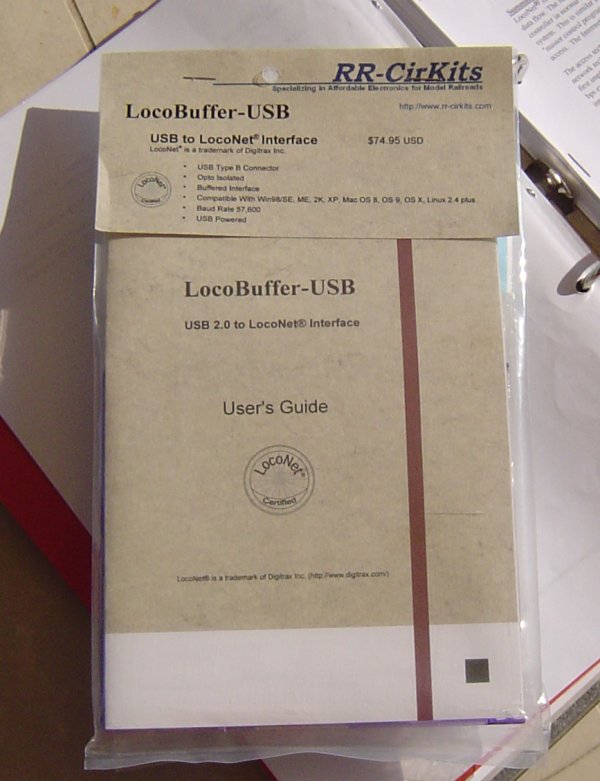 RR-CirKits
Specializing in Affordable Electronics for Model Railroads
LocoBuffer-USB
http://www.rr-cirkits.com
USB to LocoNet® Interface
$74.95 USD
LocoNet® is a trademark of Digitrax Inc.
• USB Type B Connector
• Opto Isolated
• Buffered Interface
• Compatible With Win98/SE, ME, 2K, XP, Mac OS 8, OS 9, OS X, Linux 2.4 plus
• Baud Rate 57,600
• USB Powered
LocoNet
Certified
LocoBuffer-USB
USB 2.0 to LocoNet® Interface
User's Guide
LocoNet®
Certified
LocoNet® is a trademark of Digitrax Inc. (http://www.digitrax.com/)